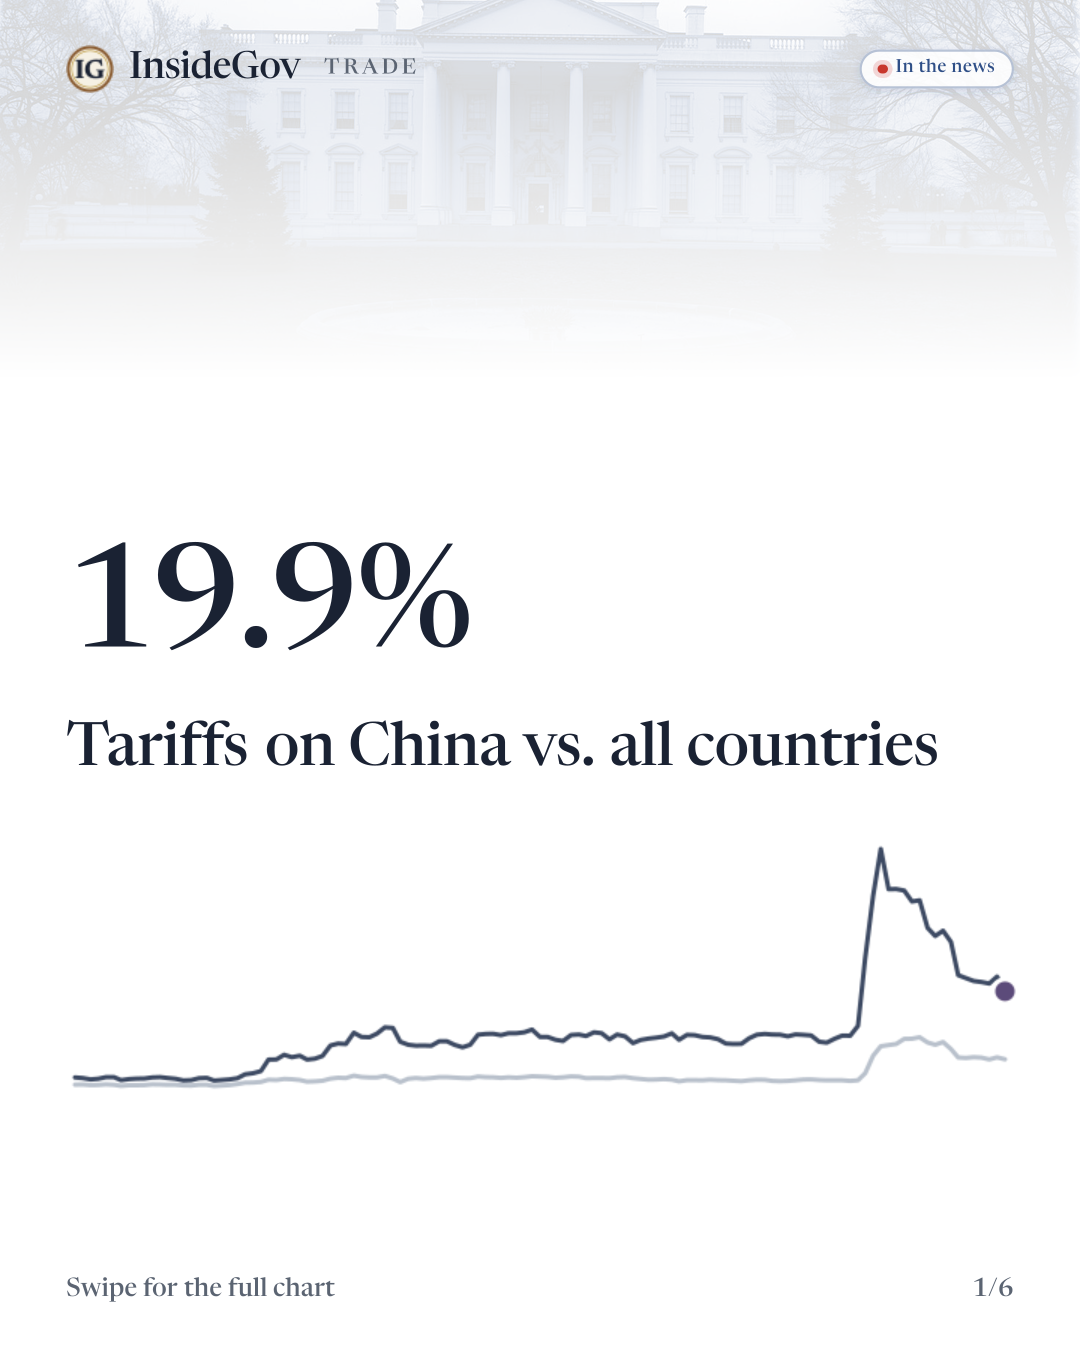 IG InsideGov TRADE
In the news
19.9%
Tariffs on China vs. all countries
Swipe for the full chart
1/6